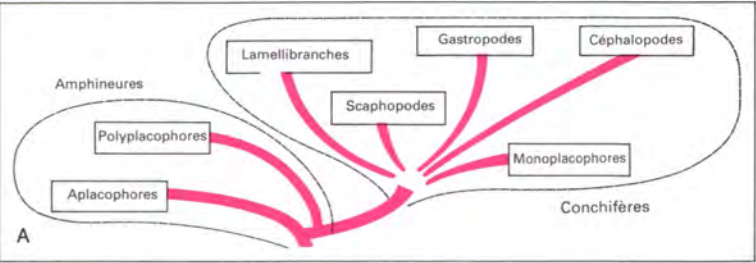 Gastropodes
Céphalopodes
Lamellibranches
Amphineures
Scaphopodes
Polyplacophores
Monoplacophores
Aplacophores
Conchifères
A